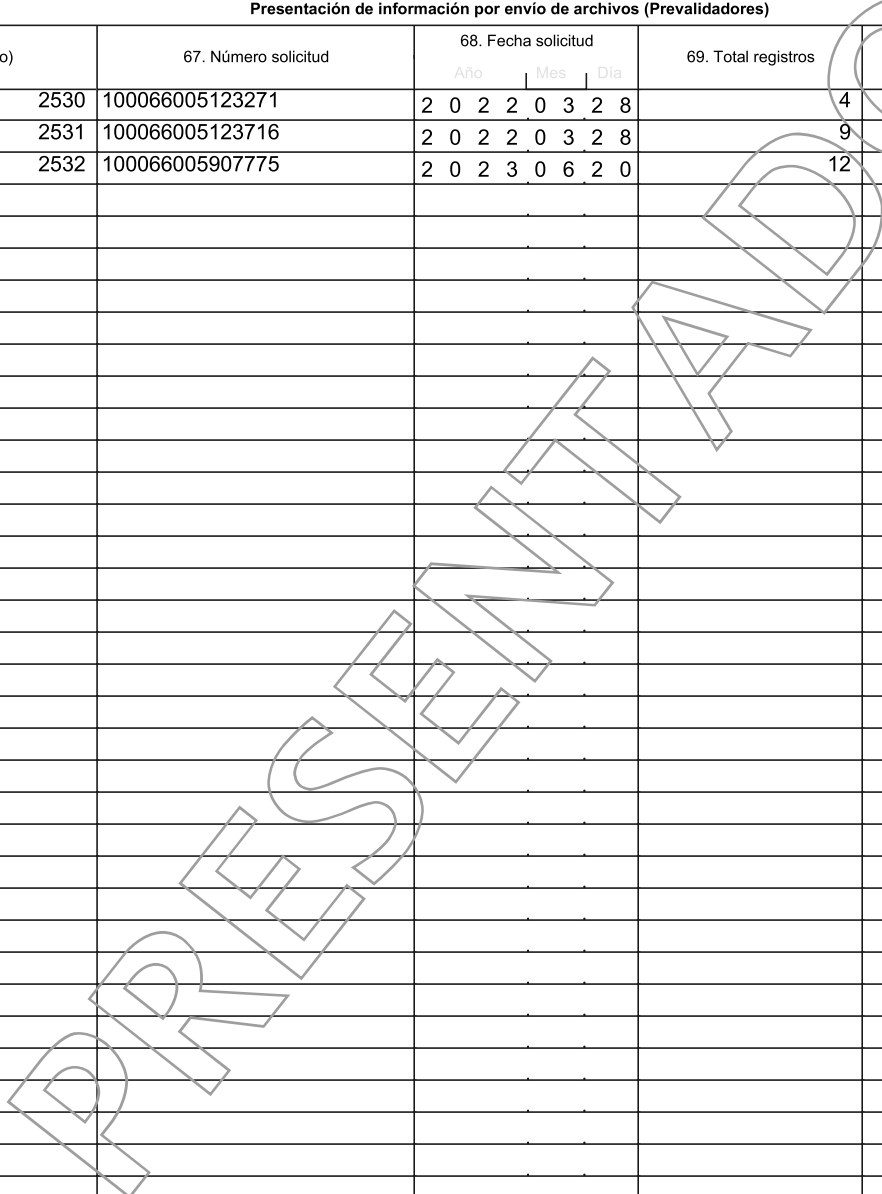 Presentación de información por envío de archivos (Prevalidadores)
o) 67. Número solicitud 68. Fecha solicitud 69. Total registros
Año Mes Día
2530 100066005123271 2 0 2 2 0 3 2 8 4
2531 100066005123716 2 0 2 2 0 3 2 8 9
2532 100066005907775 2 0 2 3 0 6 2 0 12
PRESENTADO